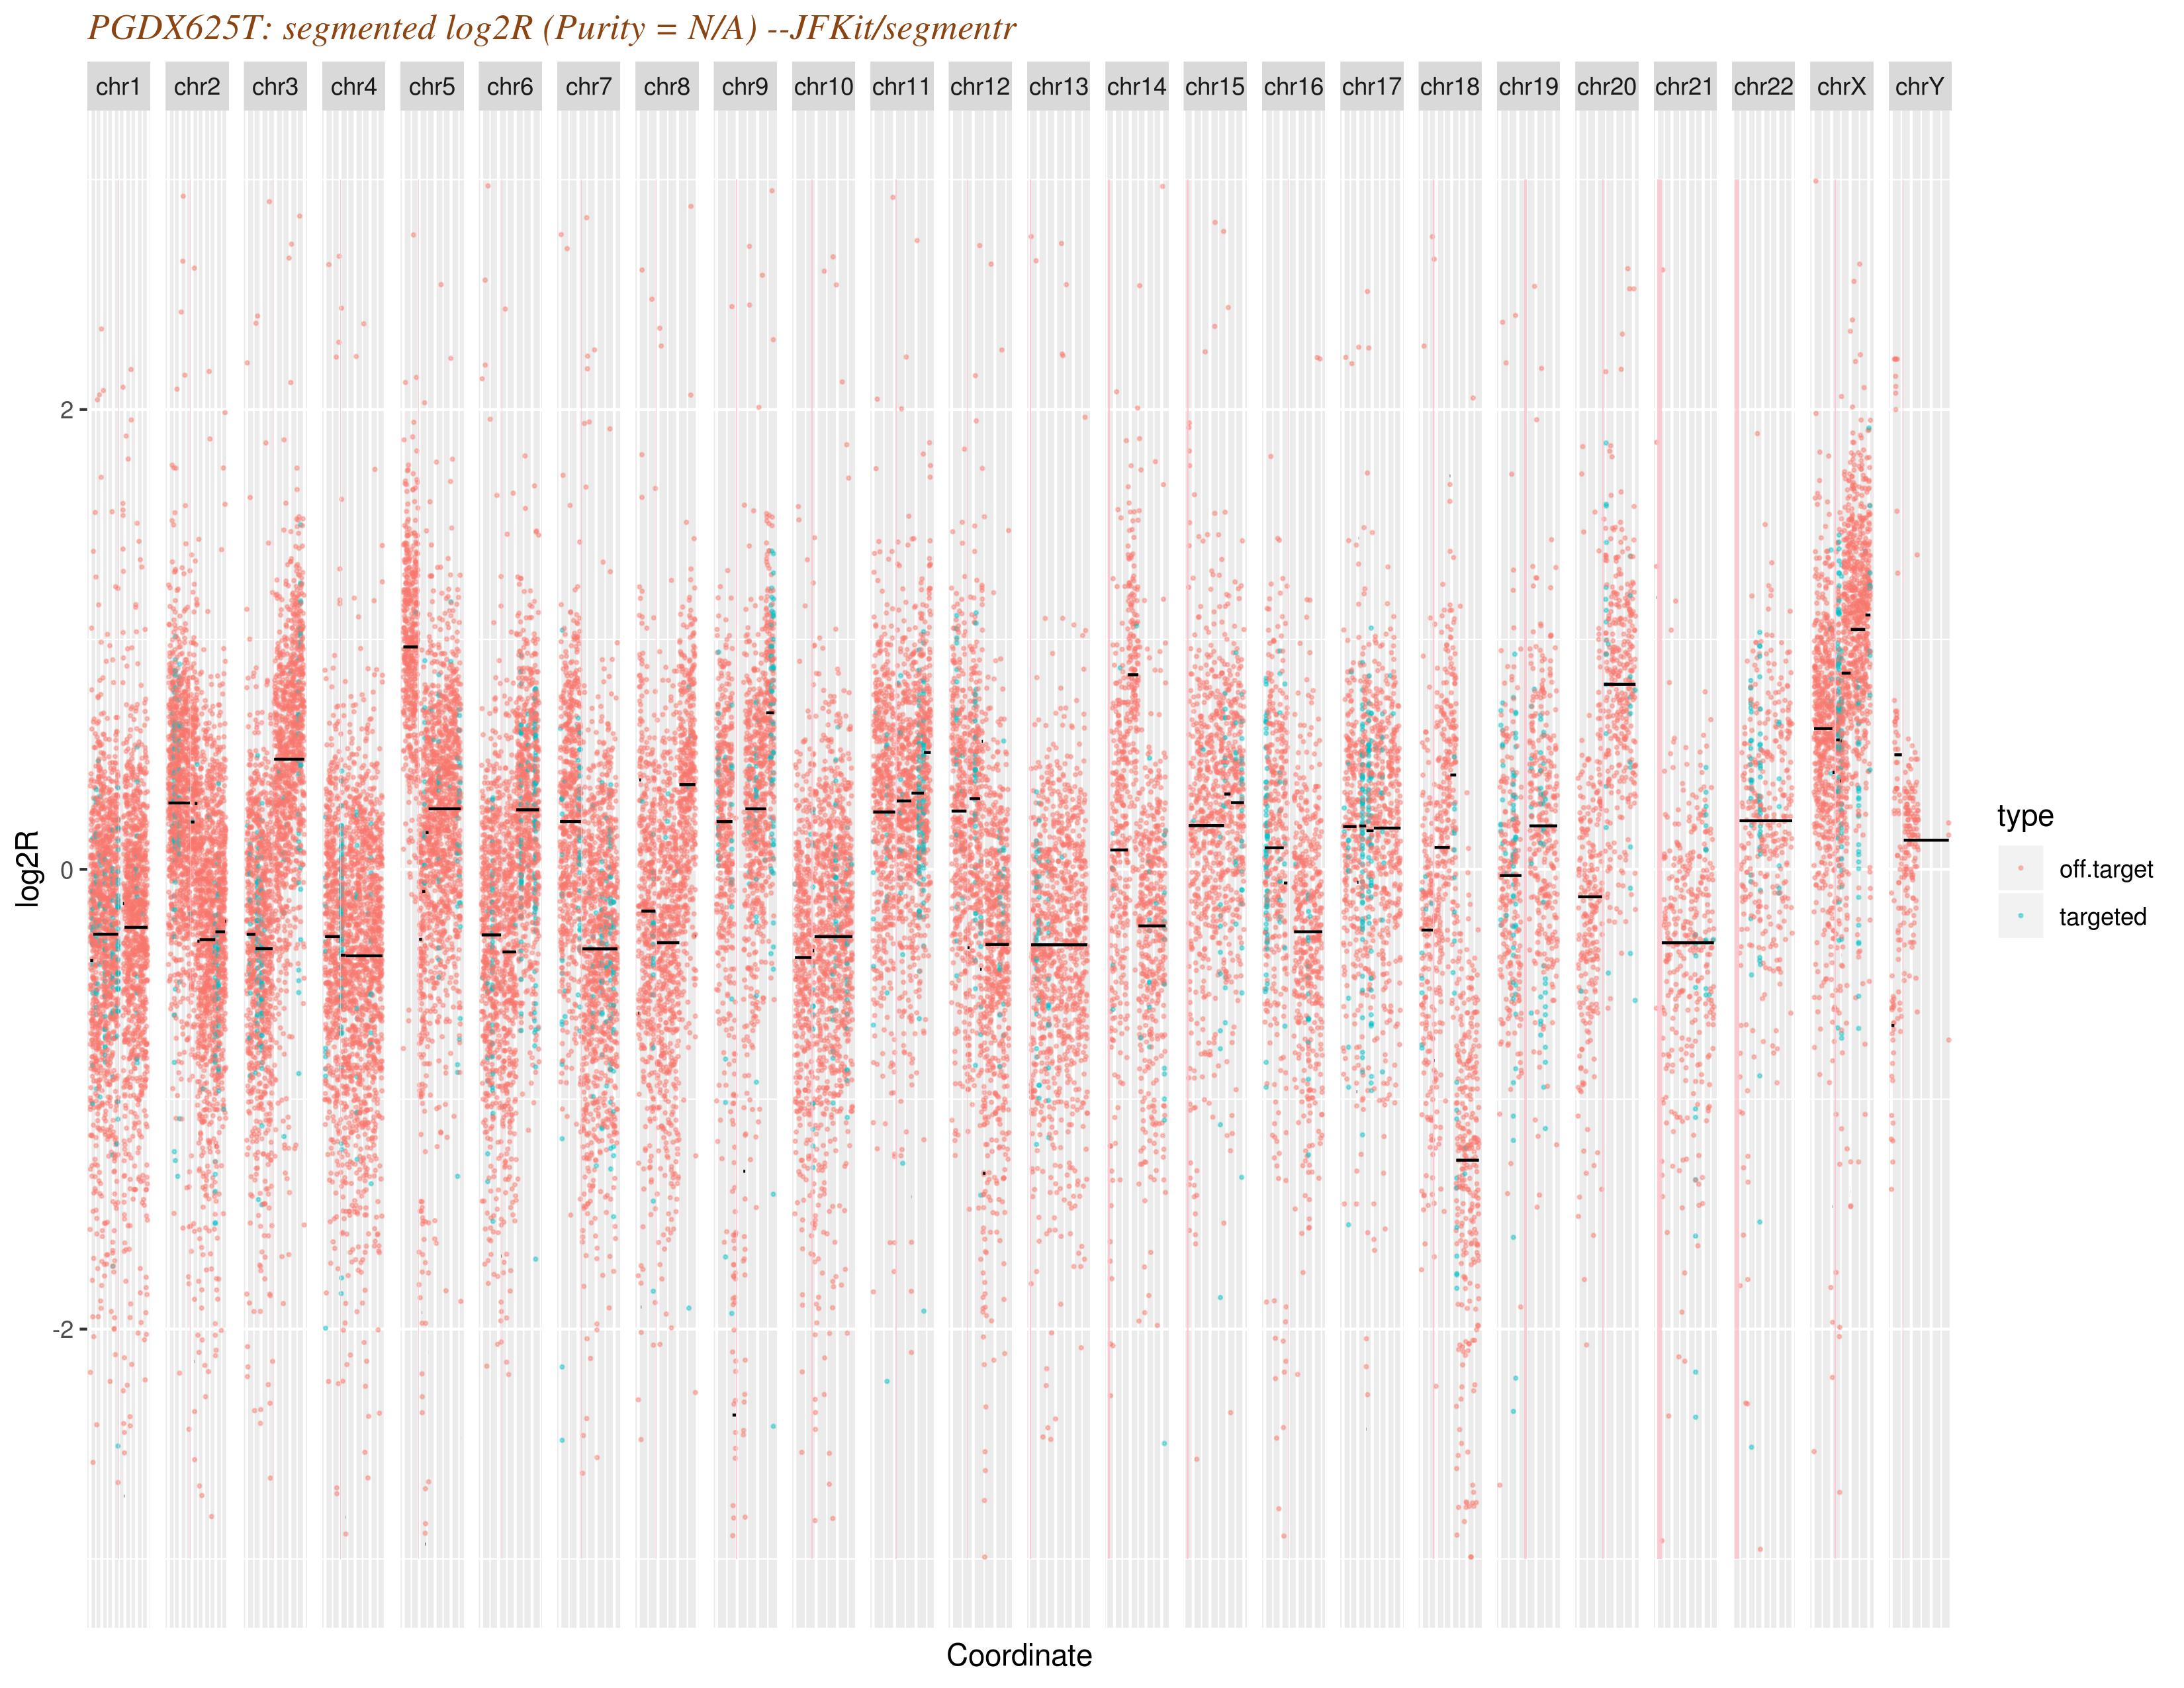 PGDX625T: segmented log2R (Purity = N/A) --JFKit/segmentr
chr1 chr2 chr3 chr4 chr5 chr6 chr7 chr8 chr9 chr10 chr11 chr12 chr13 chr14 chr15 chr16 chr17 chr18 chr19 chr20 chr21 chr22 chrX chrY
2
0
-2
log2R
Coordinate
type
off.target
targeted